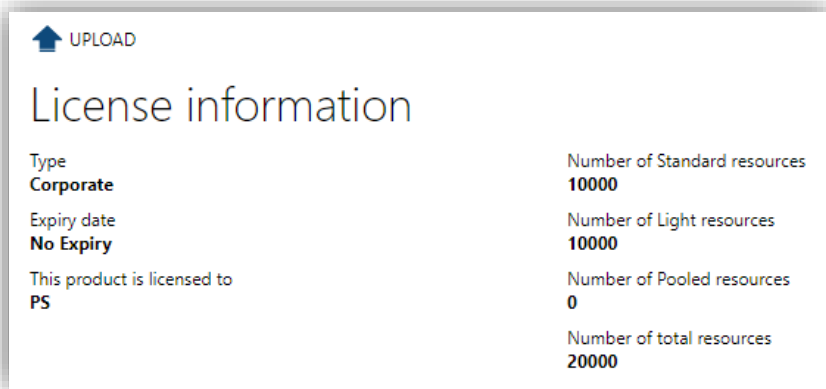 UPLOAD
License information
Type
Corporate
Expiry date
No Expiry
This product is licensed to
PS
Number of Standard resources
10000
Number of Light resources
10000
Number of Pooled resources
0
Number of total resources
20000